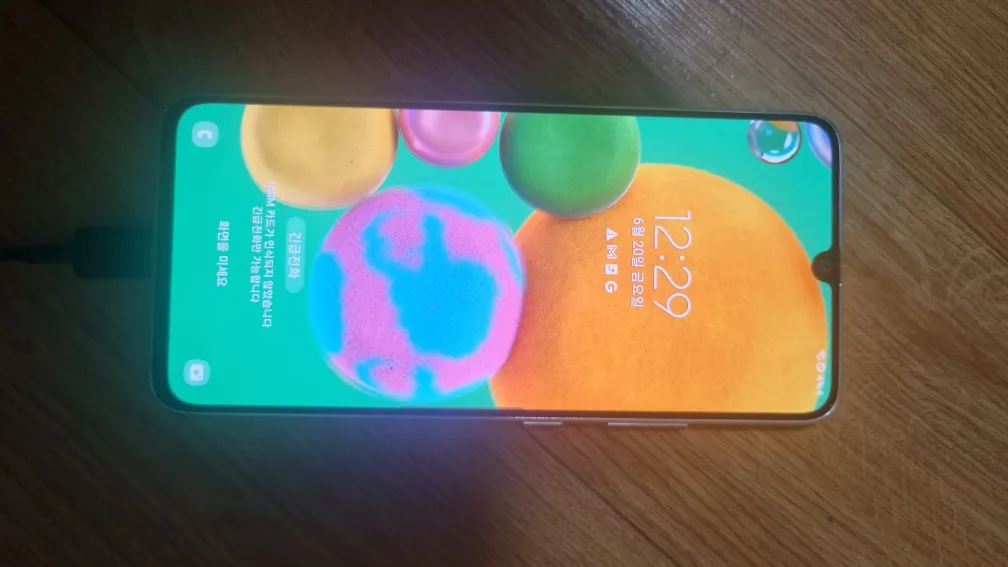 12:29
6월 20일 금요일
G
긴급전화
USIM 카드가 인식되지 않았습니다
긴급전화만 가능합니다
화면을 미세요